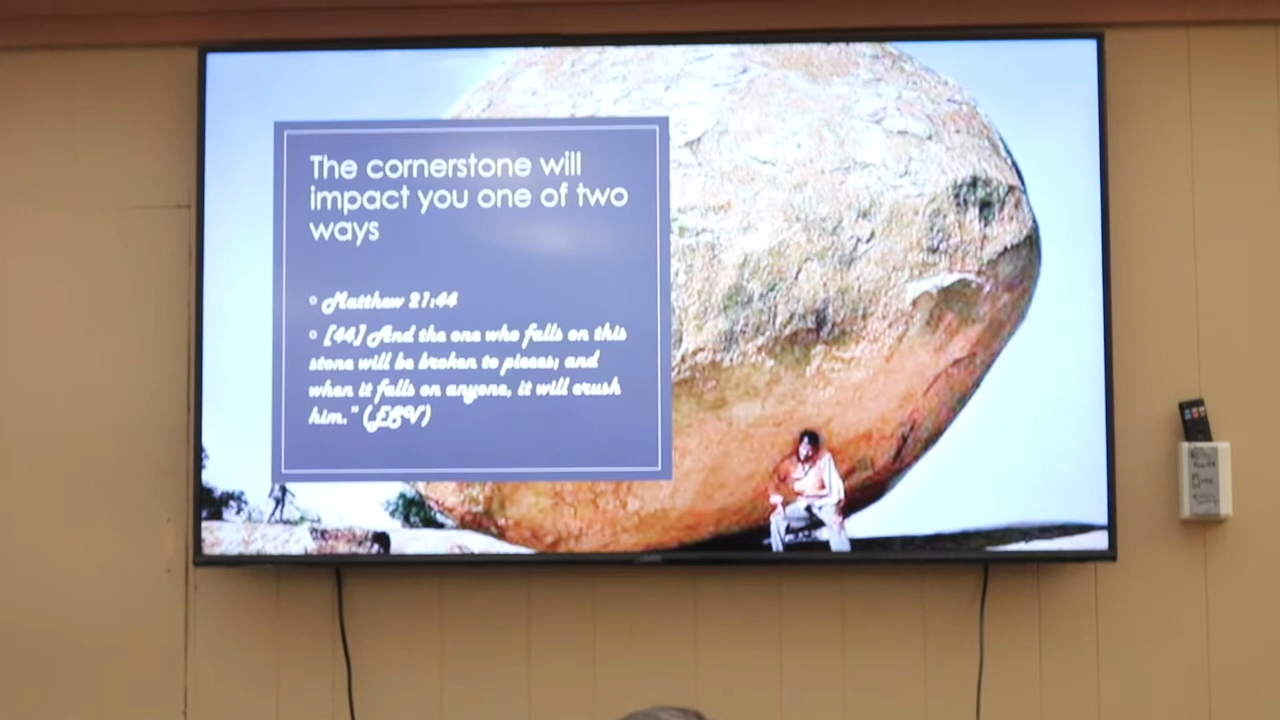 The cornerstone will
impact you one of two
ways
Matthew 21:44
[44] And the one who falls on this
stone will be broken to pieces; and
when it falls on anyone, it will crush
him." (ESV)